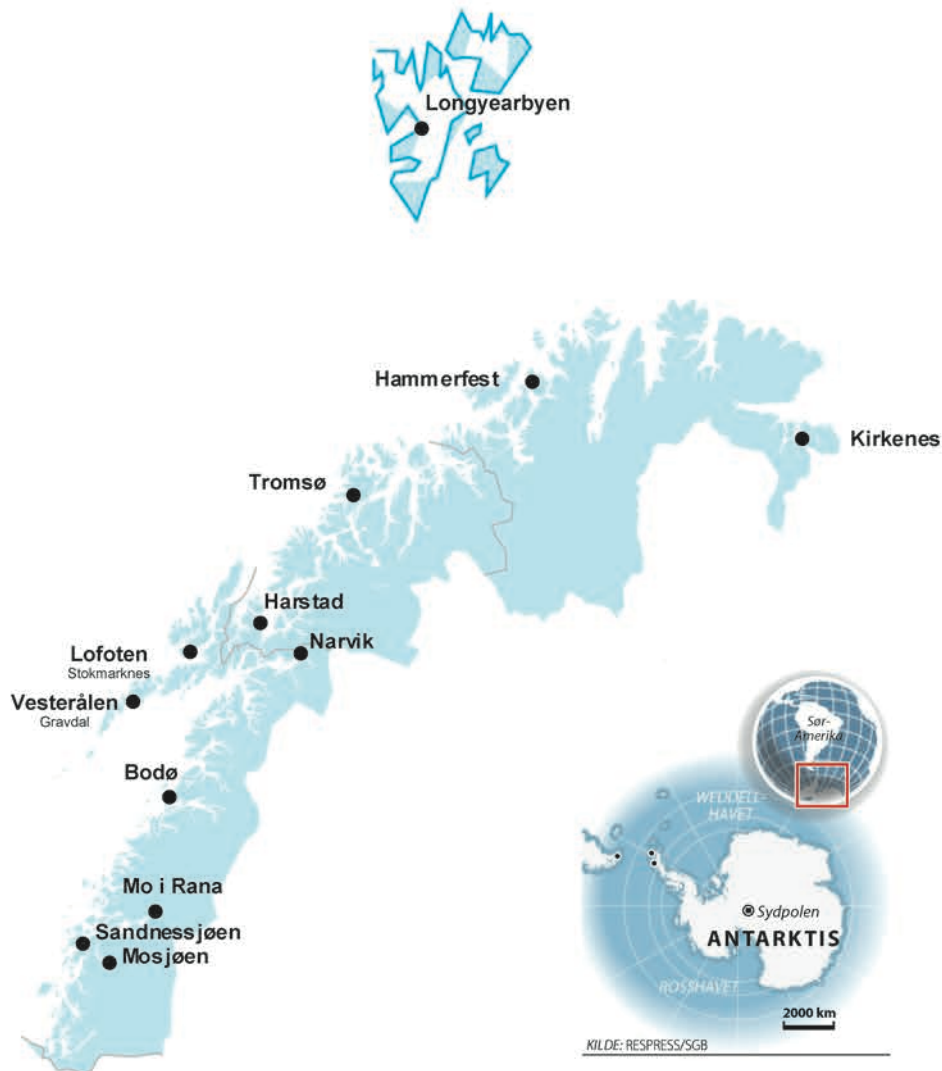 Longyearbyen
Hammerfest
Kirkenes
Tromsø
Harstad
Narvik
Lofoten
Stokmarknes
Vesterålen
Gravdal
Bodø
Mo i Rana
Sandnessjøen
Mosjøen
Sør-
Amerika
WEDDELL-
HAVET
Sydpolen
ANTARKTIS
ROSSHAVET
2000 km
KILDE: RESPRESS/SGB